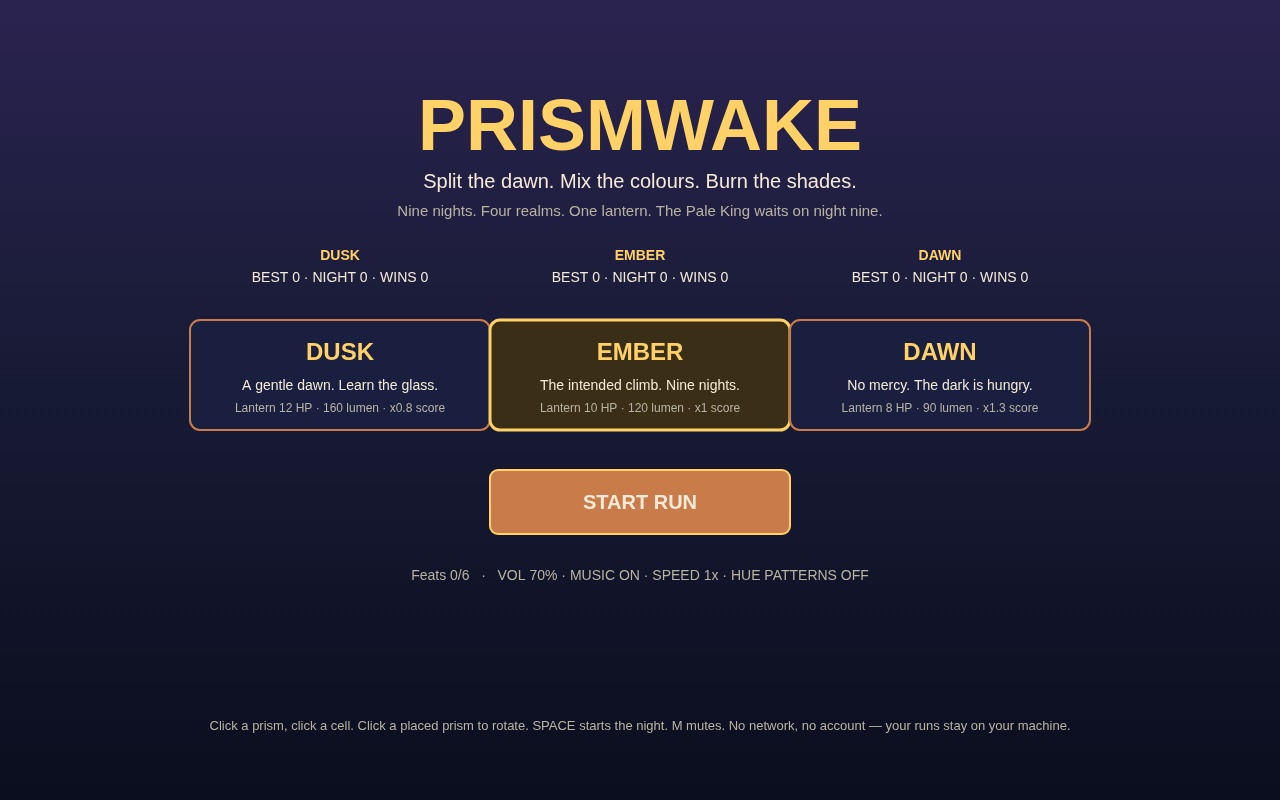 PRISMWAKE
Split the dawn. Mix the colours. Burn the shades.
Nine nights. Four realms. One lantern. The Pale King waits on night nine.
DUSK EMBER DAWN
BEST 0 · NIGHT 0 · WINS 0 BEST 0 · NIGHT 0 · WINS 0 BEST 0 · NIGHT 0 · WINS 0
DUSK
A gentle dawn. Learn the glass.
Lantern 12 HP · 160 lumen · x0.8 score
EMBER
The intended climb. Nine nights.
Lantern 10 HP · 120 lumen · x1 score
DAWN
No mercy. The dark is hungry.
Lantern 8 HP · 90 lumen · x1.3 score
START RUN
Feats 0/6 · VOL 70% · MUSIC ON · SPEED 1x · HUE PATTERNS OFF
Click a prism, click a cell. Click a placed prism to rotate. SPACE starts the night. M mutes. No network, no account — your runs stay on your machine.